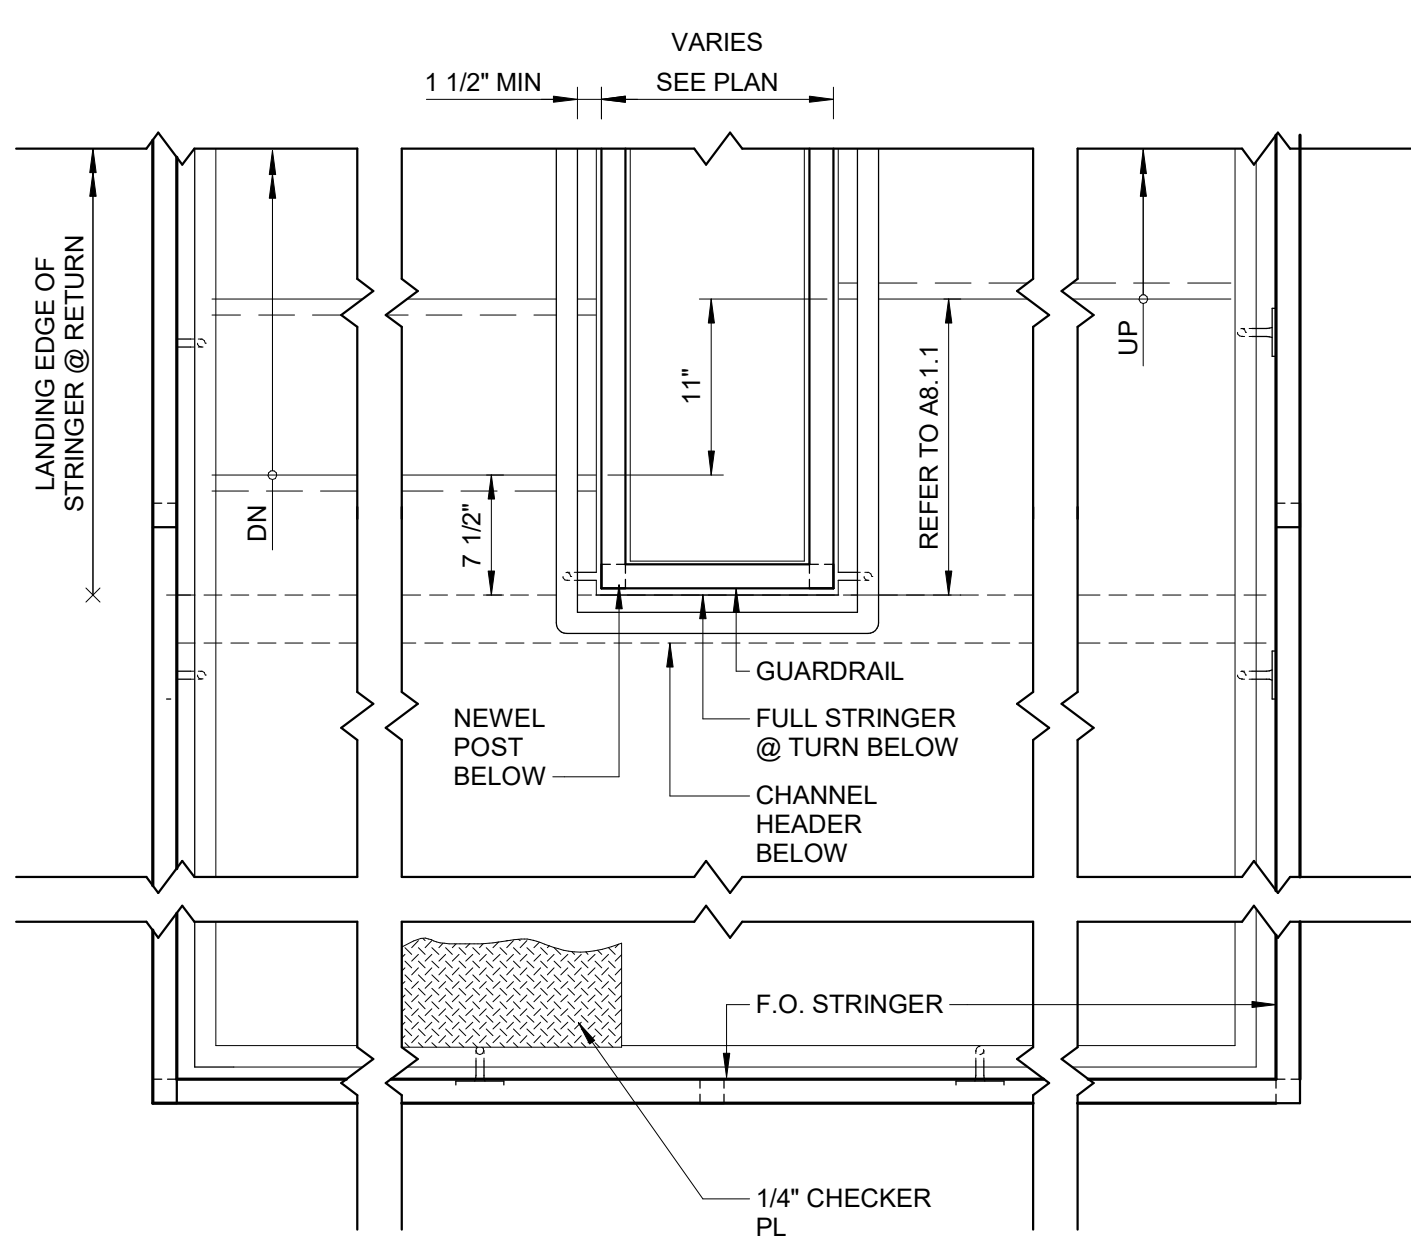 VARIES
SEE PLAN
1 1/2" MIN
LANDING EDGE OF
STRINGER @ RETURN
DN
7 1/2"
11"
REFER TO A8.1.1
UP
GUARDRAIL
NEWEL
POST
BELOW
FULL STRINGER
@ TURN BELOW
CHANNEL
HEADER
BELOW
F.O. STRINGER
1/4" CHECKER
PL